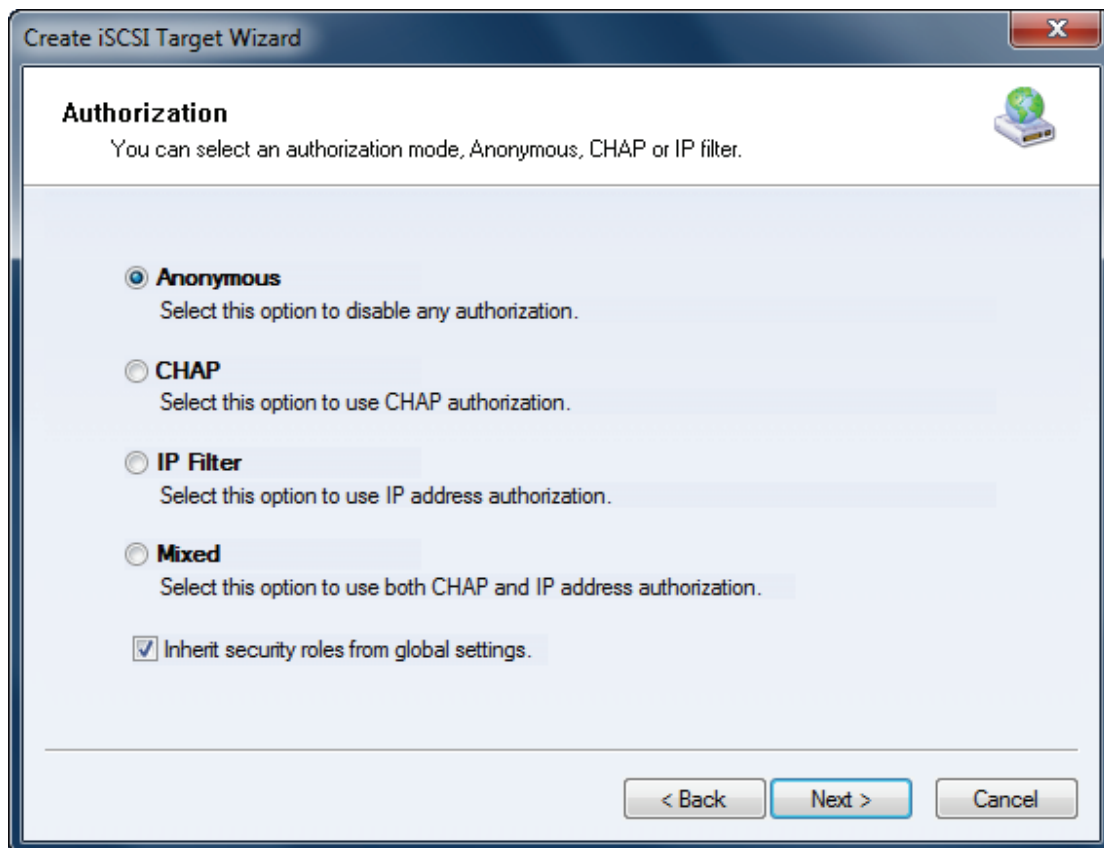 Create iSCSI Target Wizard
Authorization
You can select an authorization mode, Anonymous, CHAP or IP filter.
Anonymous
Select this option to disable any authorization.
CHAP
Select this option to use CHAP authorization.
IP Filter
Select this option to use IP address authorization.
Mixed
Select this option to use both CHAP and IP address authorization.
Inherit security roles from global settings.
< Back Next > Cancel